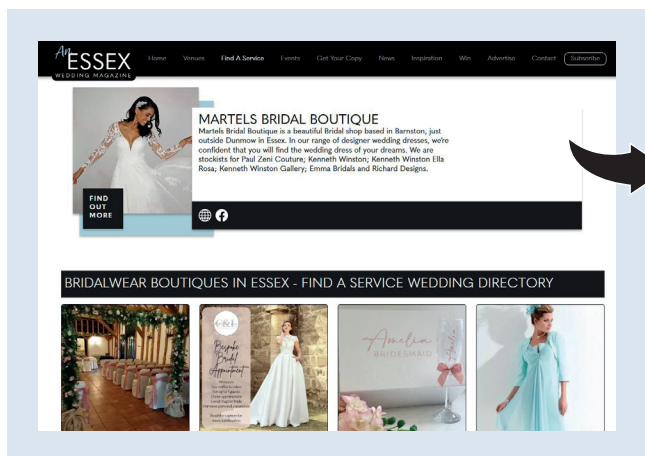 An
ESSEX
WEDDING MAGAZINE
Home Venues Find A Service Events Get Your Copy News Inspiration Win Advertise Contact Subscribe
MARTELS BRIDAL BOUTIQUE
Martels Bridal Boutique is a beautiful Bridal shop based in Barnston, just
outside Dunmow in Essex. In our range of designer wedding dresses, we're
confident that you will find the wedding dress of your dreams. We are
stockists for Paul Zeni Couture; Kenneth Winston; Kenneth Winston Ella
Rosa; Kenneth Winston Gallery; Emma Bridals and Richard Designs.
FIND
OUT
MORE
BRIDALWEAR BOUTIQUES IN ESSEX - FIND A SERVICE WEDDING DIRECTORY
Bespoke
Bridal
Appointment
Amelia
BRIDESMAID
Amelia